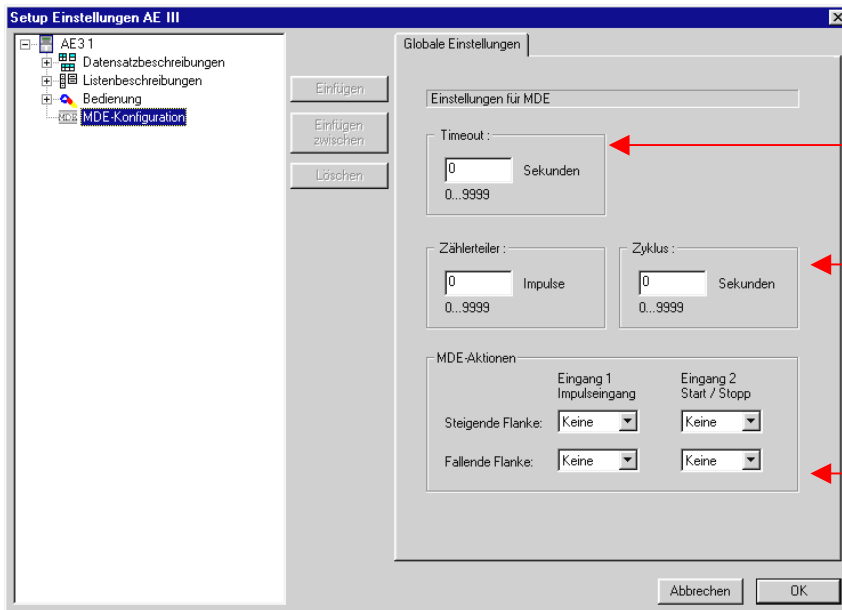 Setup Einstellungen AE III
AE3 1
Datensatzbeschreibungen
Listenbeschreibungen
Bedienung
MDE MDE-Konfiguration
Einfügen
Einfügen
zwischen
Löschen
Globale Einstellungen
Einstellungen für MDE
Timeout :
0 Sekunden
0...9999
Zählerteiler : Zyklus :
0 Impulse 0 Sekunden
0...9999 0...9999
MDE-Aktionen
Eingang 1 Eingang 2
Impulseingang Start / Stopp
Steigende Flanke: Keine Keine
Fallende Flanke: Keine Keine
Abbrechen OK